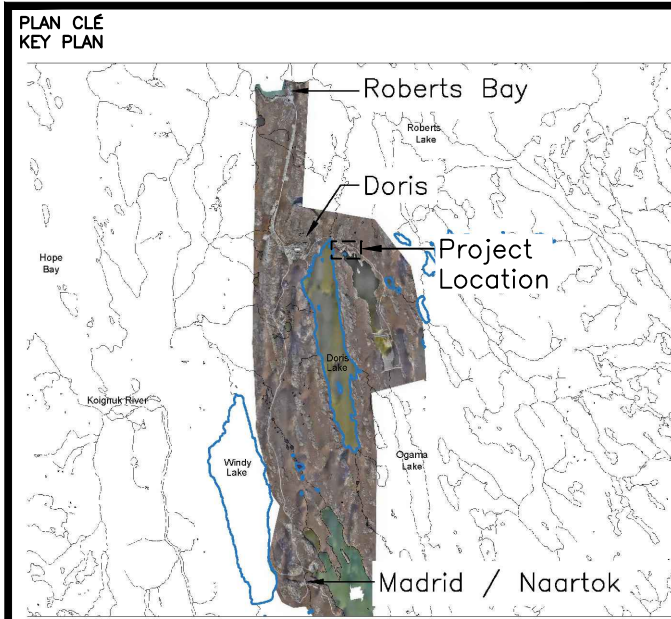 PLAN CLÉ
KEY PLAN
Roberts Bay
Roberts
Lake
Doris
Project
Location
Hope
Bay
Doris
Lake
Koignuk River
Windy
Lake
Ogama
Lake
Madrid / Naartok